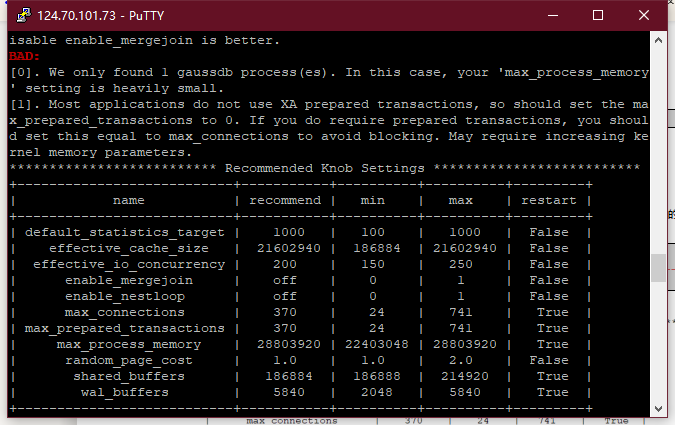 124.70.101.73 - PuTTY
isable enable_mergejoin is better.
BAD:
[0]. We only found 1 gaussdb process(es). In this case, your 'max_process_memory
' setting is heavily small.
[1]. Most applications do not use XA prepared transactions, so should set the ma
x_prepared_transactions to 0. If you do require prepared transactions, you shoul
d set this equal to max_connections to avoid blocking. May require increasing ke
rnel memory parameters.
*************************** Recommended Knob Settings ***************************
+---------------------------+-----------+----------+----------+---------+
| name | recommend | min | max | restart |
+---------------------------+-----------+----------+----------+---------+
| default_statistics_target | 1000 | 100 | 1000 | False |
| effective_cache_size | 21602940 | 186884 | 21602940 | False |
| effective_io_concurrency | 200 | 150 | 250 | False |
| enable_mergejoin | off | 0 | 1 | False |
| enable_nestloop | off | 0 | 1 | False |
| max_connections | 370 | 24 | 741 | True |
| max_prepared_transactions | 370 | 24 | 741 | True |
| max_process_memory | 28803920 | 22403048 | 28803920 | True |
| random_page_cost | 1.0 | 1.0 | 2.0 | False |
| shared_buffers | 186884 | 186888 | 214920 | True |
| wal_buffers | 5840 | 2048 | 5840 | True |
+---------------------------+-----------+----------+----------+---------+
| max_connections | 370 | 24 | 741 | True |